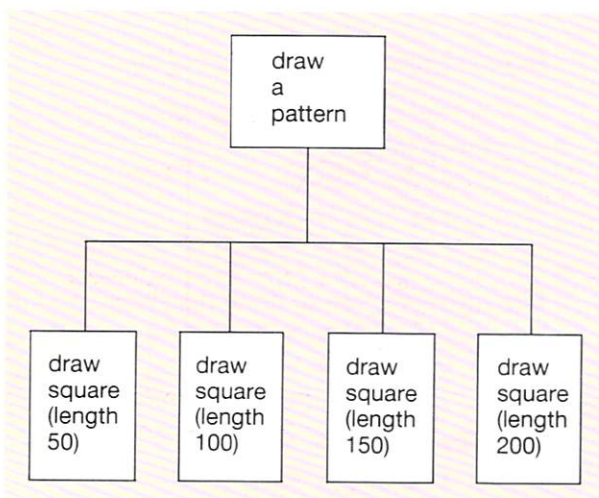 draw
a
pattern
draw
square
(length
50)
draw
square
(length
100)
draw
square
(length
150)
draw
square
(length
200)